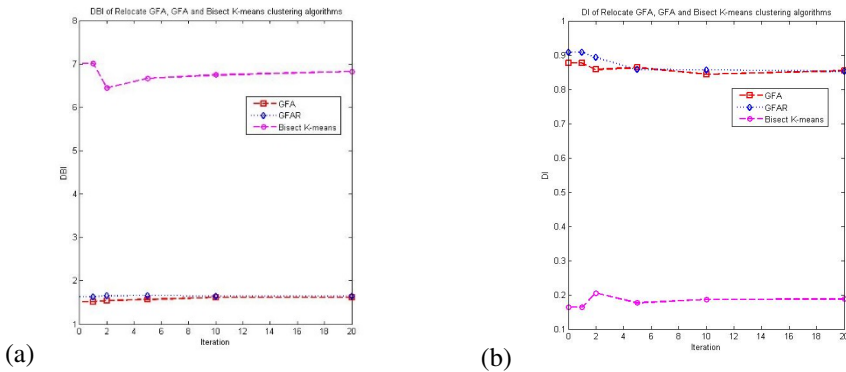 DBI of Relocate GFA, GFA and Bisect K-means clustering algorithms
8
7
6
5
4
3
2
1
DBI
GFA
GFAR
Bisect K-means
0 2 4 6 8 10 12 14 16 18 20
Iteration
(a)
DI of Relocate GFA, GFA and Bisect K-means clustering algorithms
1
0.9
0.8
0.7
0.6
0.5
0.4
0.3
0.2
0.1
DI
GFA
GFAR
Bisect K-means
0 2 4 6 8 10 12 14 16 18 20
Iteration
(b)